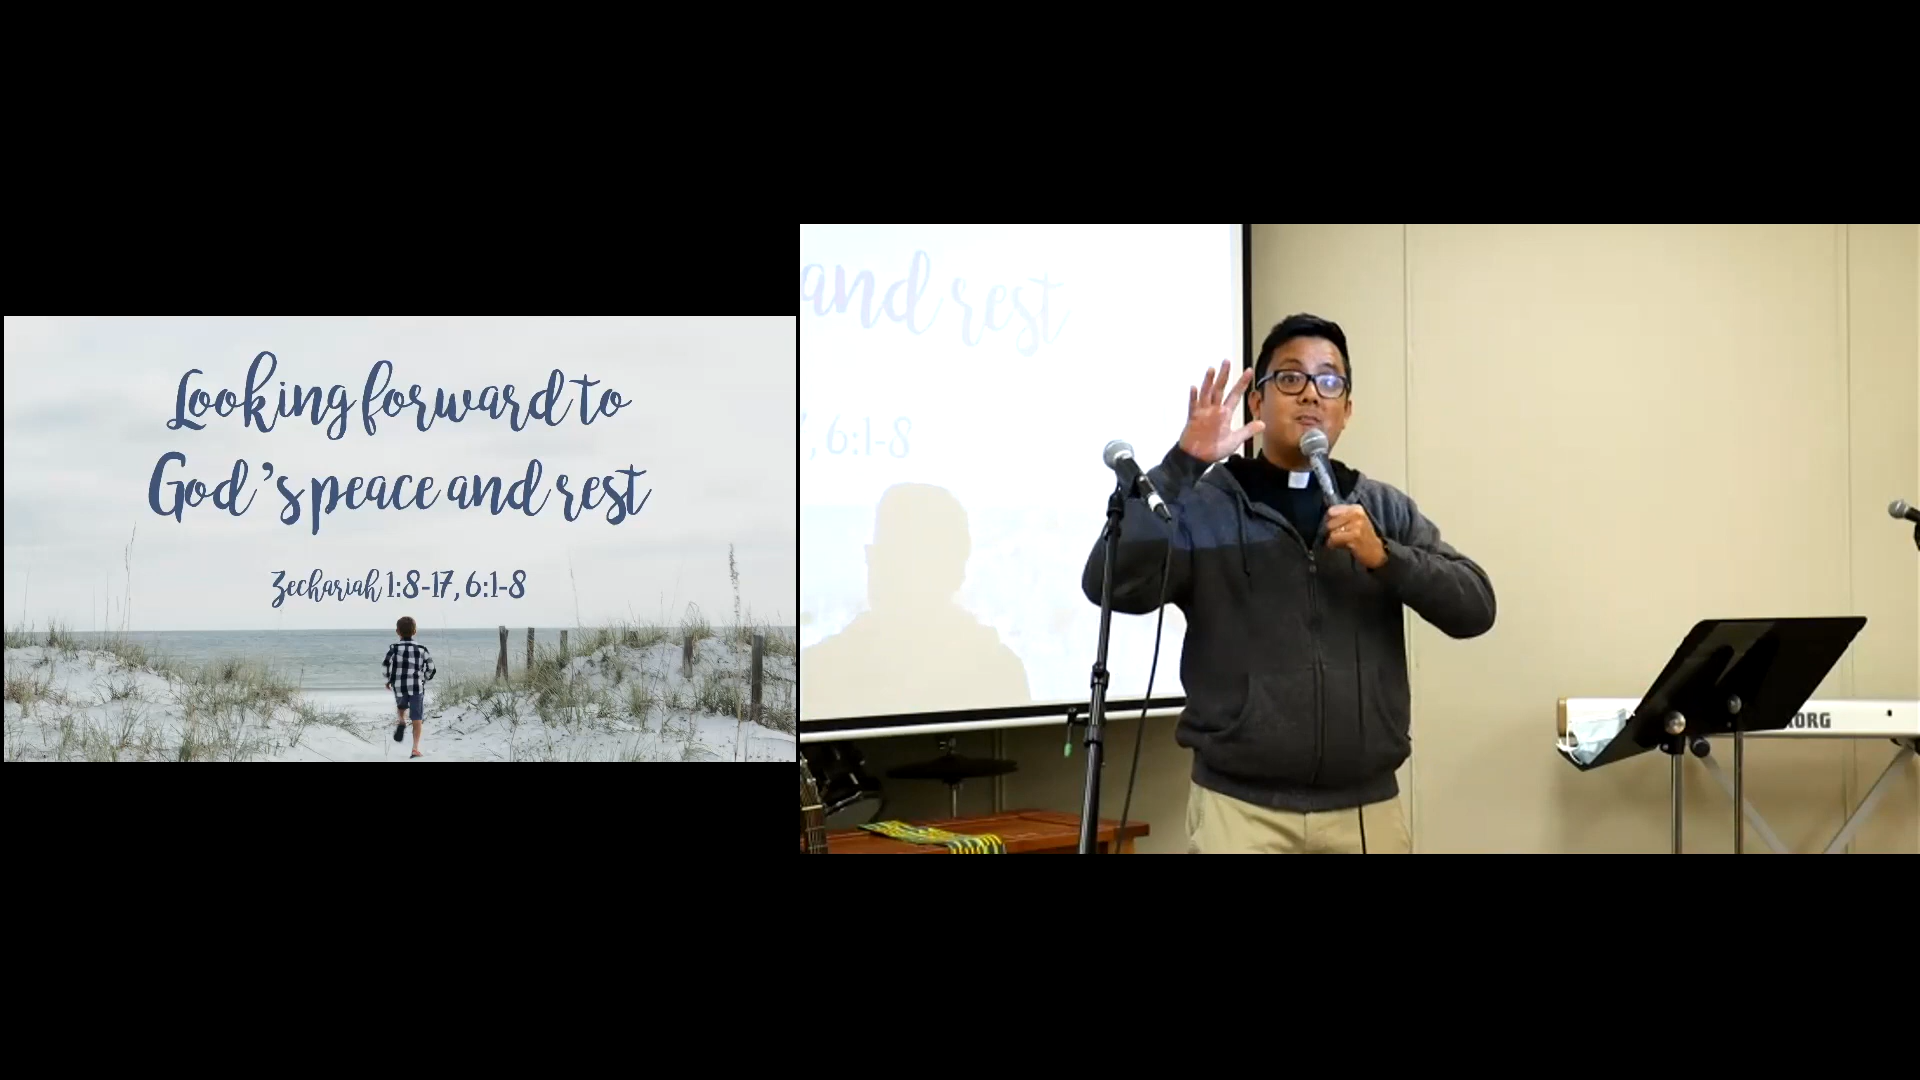 Looking forward to
God's peace and rest
Zechariah 1:8-17, 6:1-8
and rest
, 6:1-8
KORG